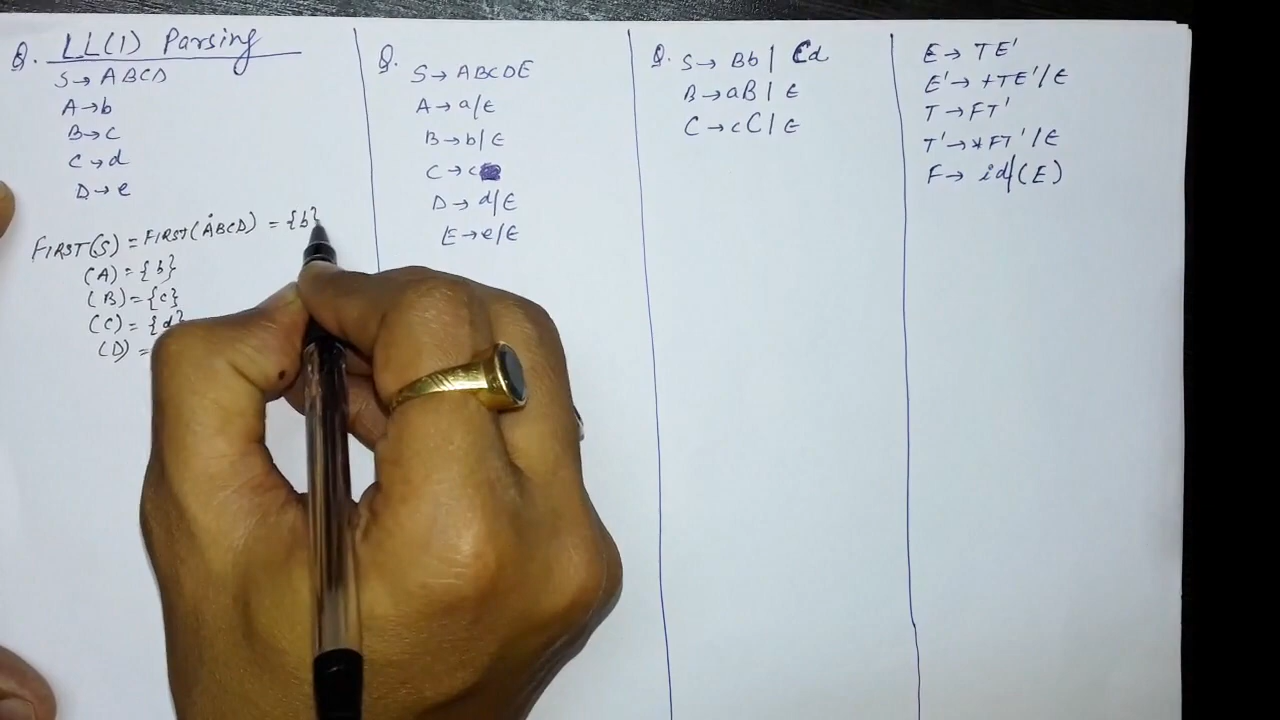 Q. LL(1) Parsing
S→ABCD
A→b
B→c
C→d
D→e
FIRST(S) = FIRST(ABCD) = {b}
(A) = {b}
(B) = {c}
(C) = {d}
(D) =
Q. S→ABCDE
A→a/ϵ
B→b/ϵ
C→c
D→d/ϵ
E→e/ϵ
Q. S→Bb| Cd
B→aB| ϵ
C→cC| ϵ
E→TE'
E'→+TE'/ϵ
T→FT'
T'→*FT'/ϵ
F→id/(E)